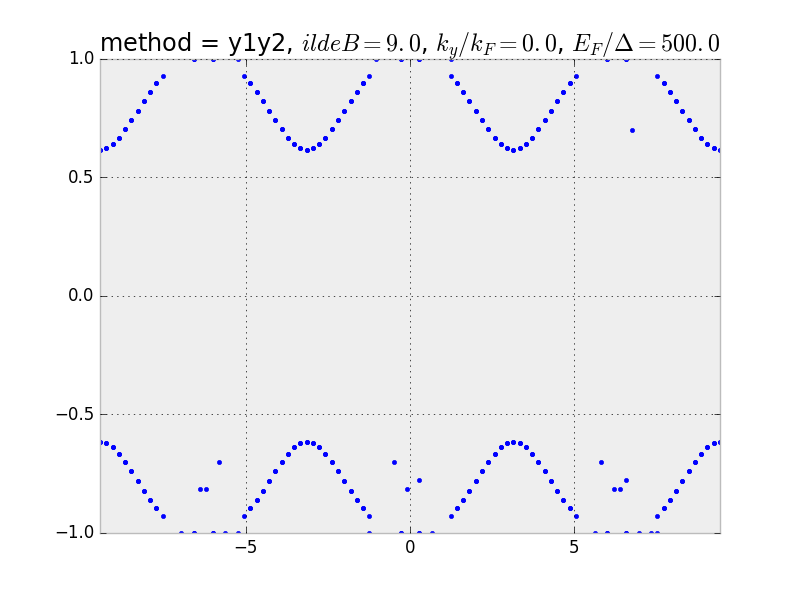 method = y1y2, ildeB = 9.0, k_y/k_F = 0.0, E_F/Δ = 500.0
1.0
0.5
0.0
−0.5
−1.0
−5 0 5